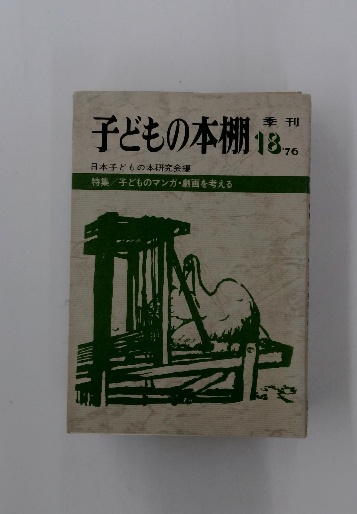 子どもの本棚 季刊 18 '76
日本子どもの本研究会編
特集／子どものマンガ・劇画を考える